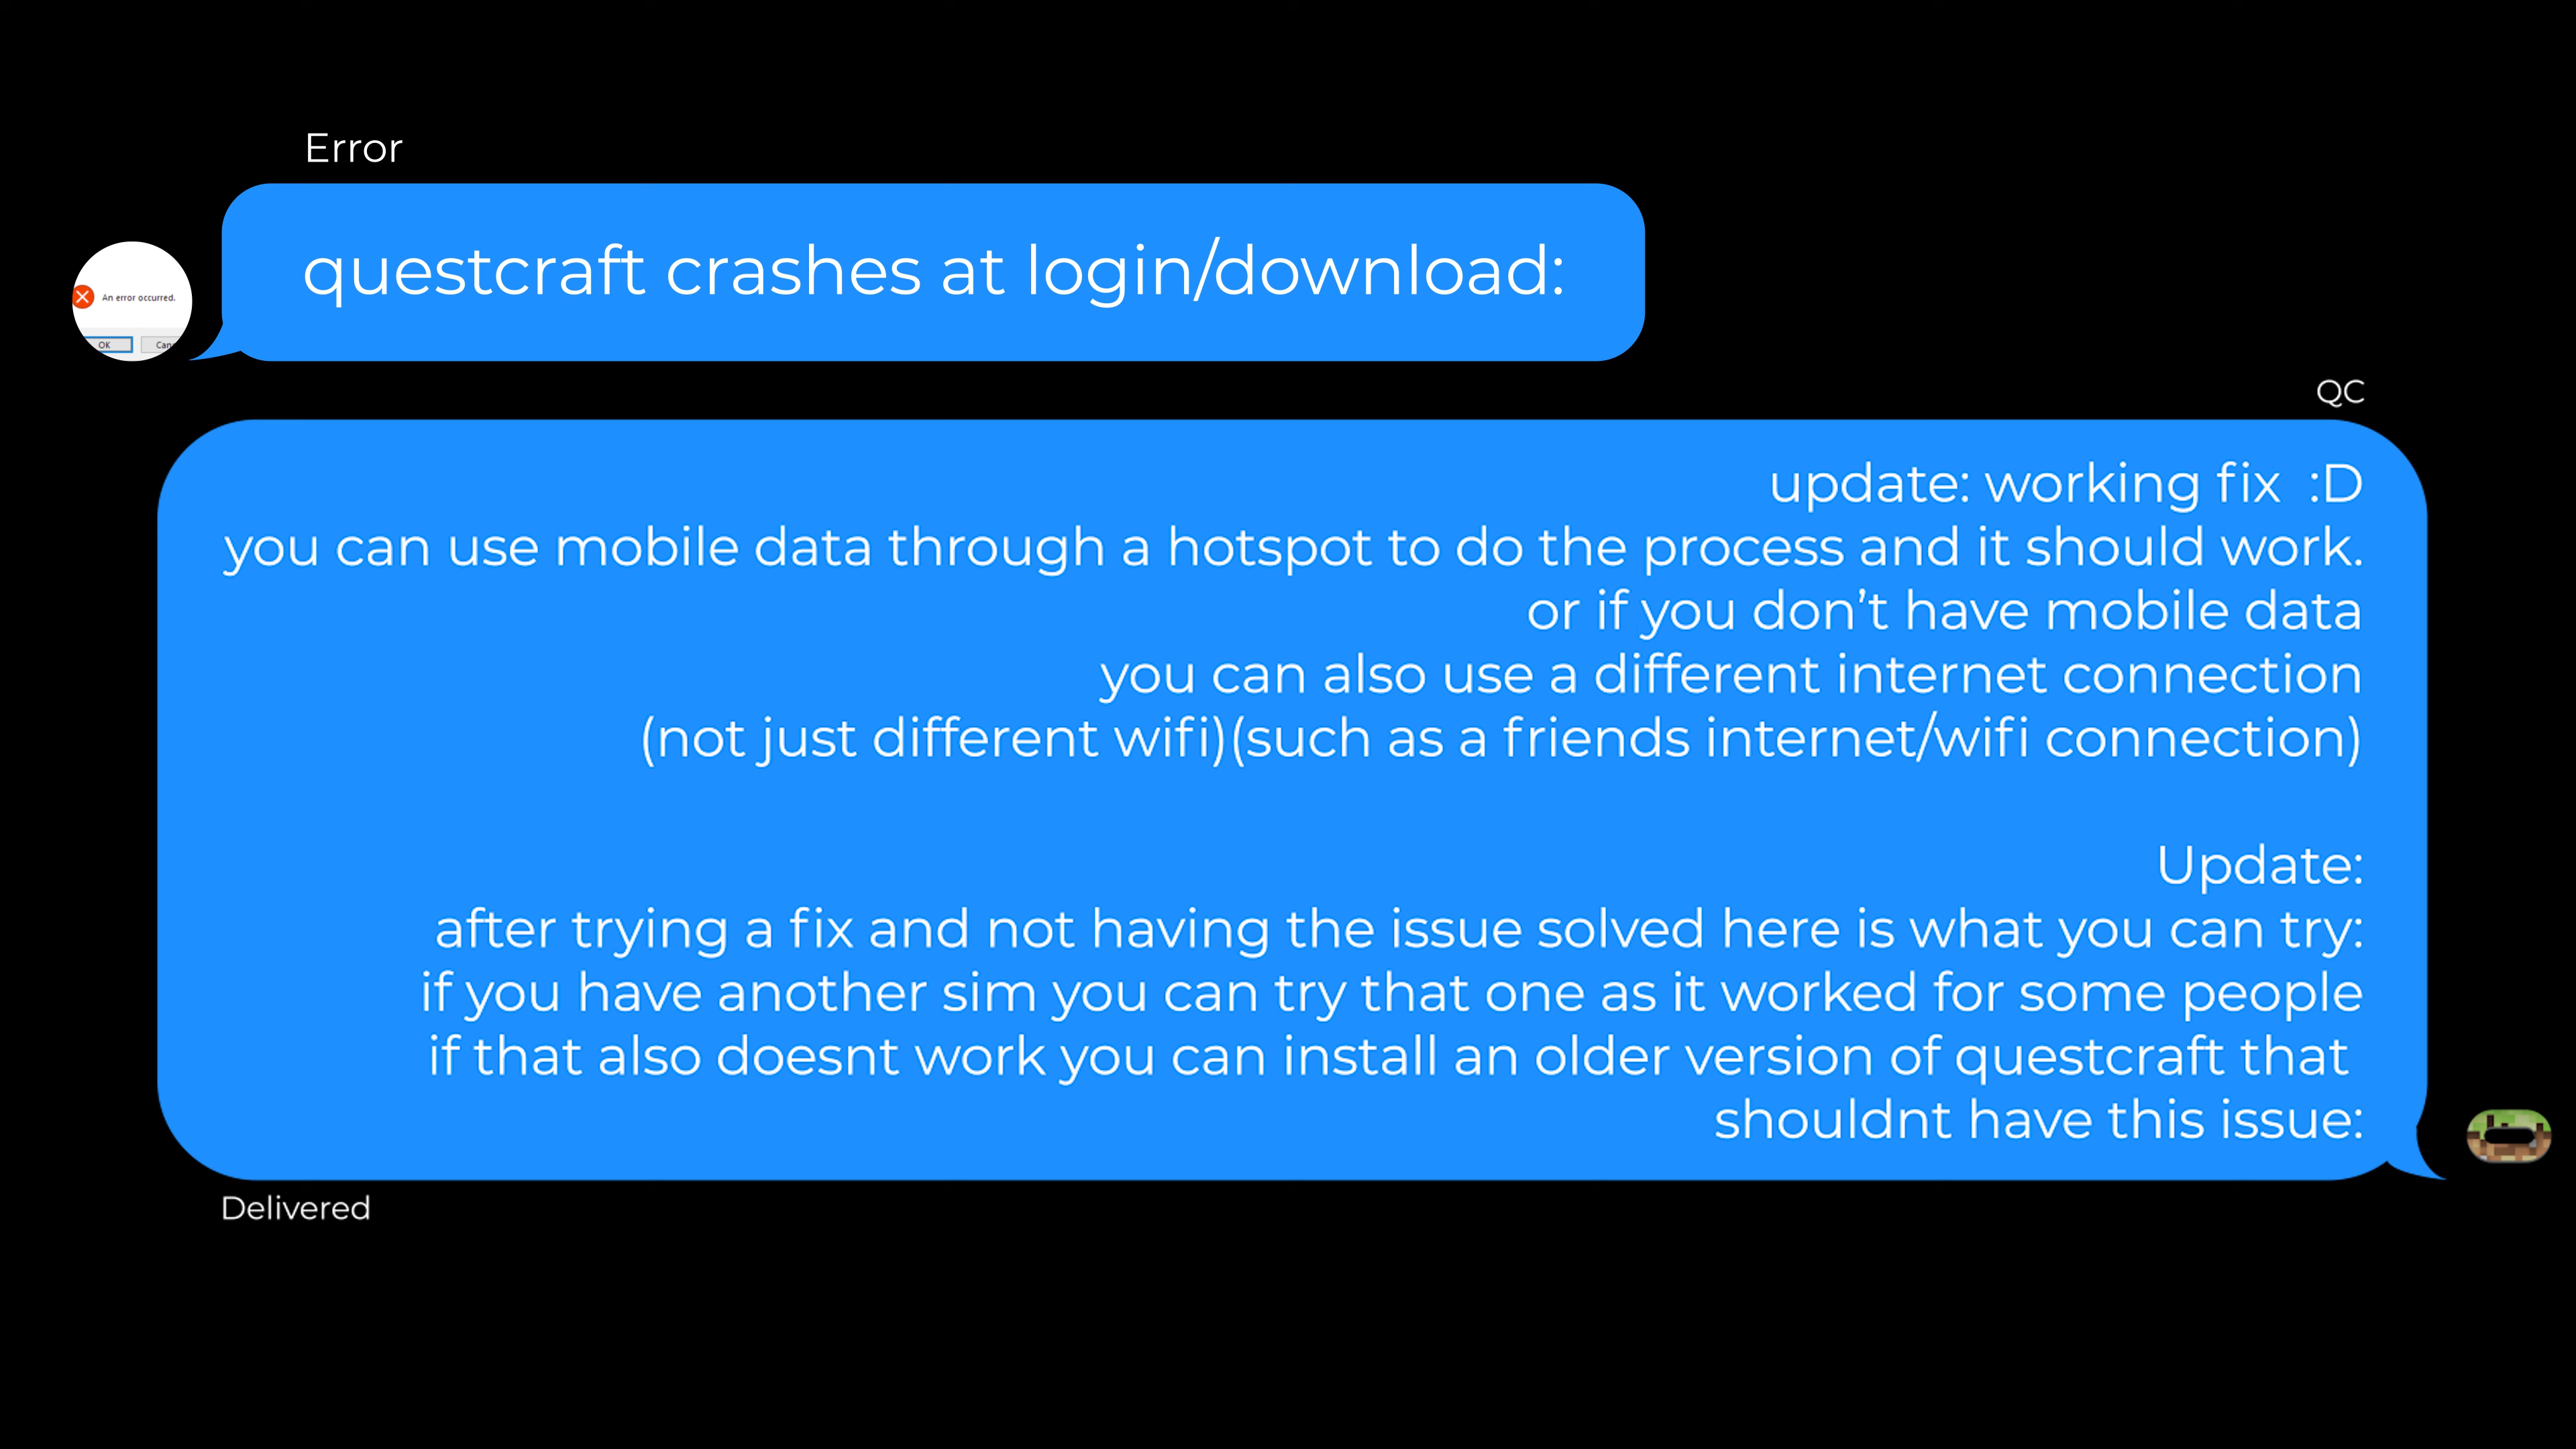 Error
questcraft crashes at login/download:
An error occurred.
OK
QC
update: working fix  :D
you can use mobile data through a hotspot to do the process and it should work.
or if you don’t have mobile data
you can also use a different internet connection
(not just different wifi)(such as a friends internet/wifi connection)
Update:
after trying a fix and not having the issue solved here is what you can try:
if you have another sim you can try that one as it worked for some people
if that also doesnt work you can install an older version of questcraft that
shouldnt have this issue:
Delivered